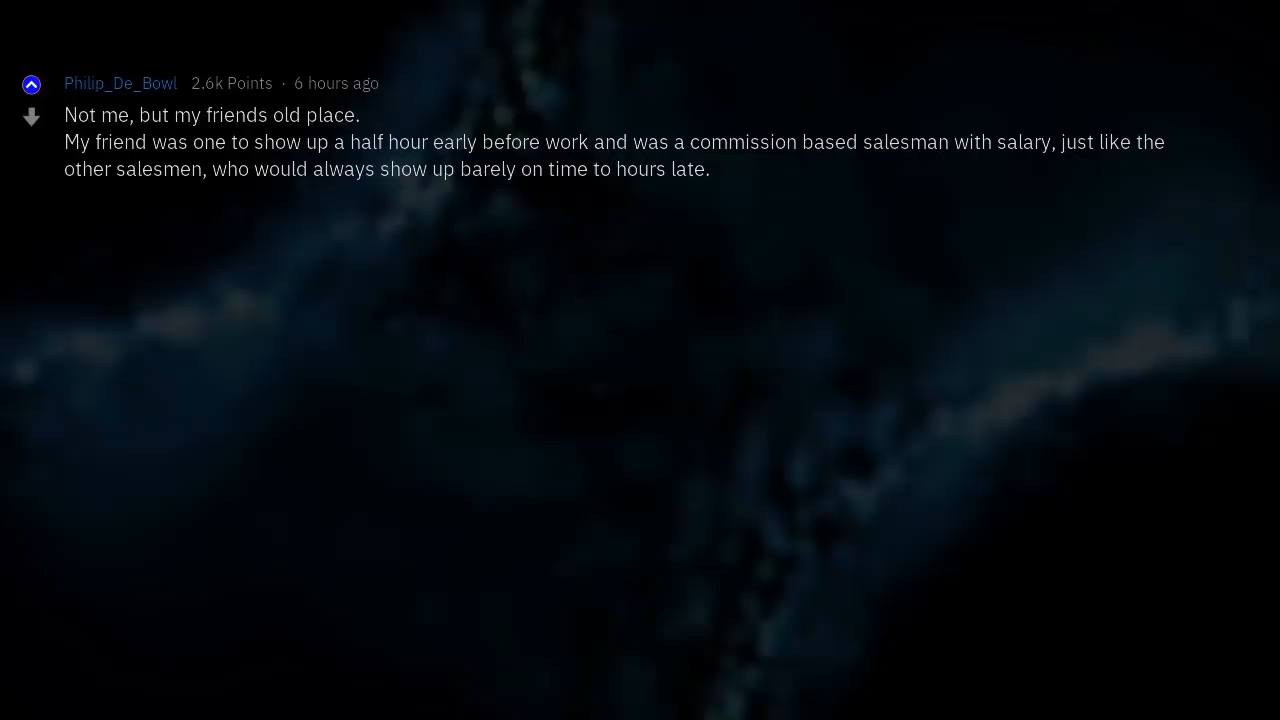 Philip_De_Bowl 2.6k Points · 6 hours ago
Not me, but my friends old place.
My friend was one to show up a half hour early before work and was a commission based salesman with salary, just like the
other salesmen, who would always show up barely on time to hours late.